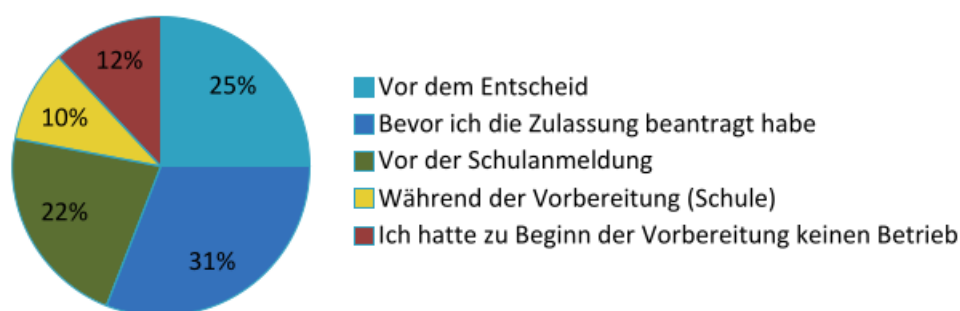 12%
25%
10%
22%
31%
Vor dem Entscheid
Bevor ich die Zulassung beantragt habe
Vor der Schulanmeldung
Während der Vorbereitung (Schule)
Ich hatte zu Beginn der Vorbereitung keinen Betrieb